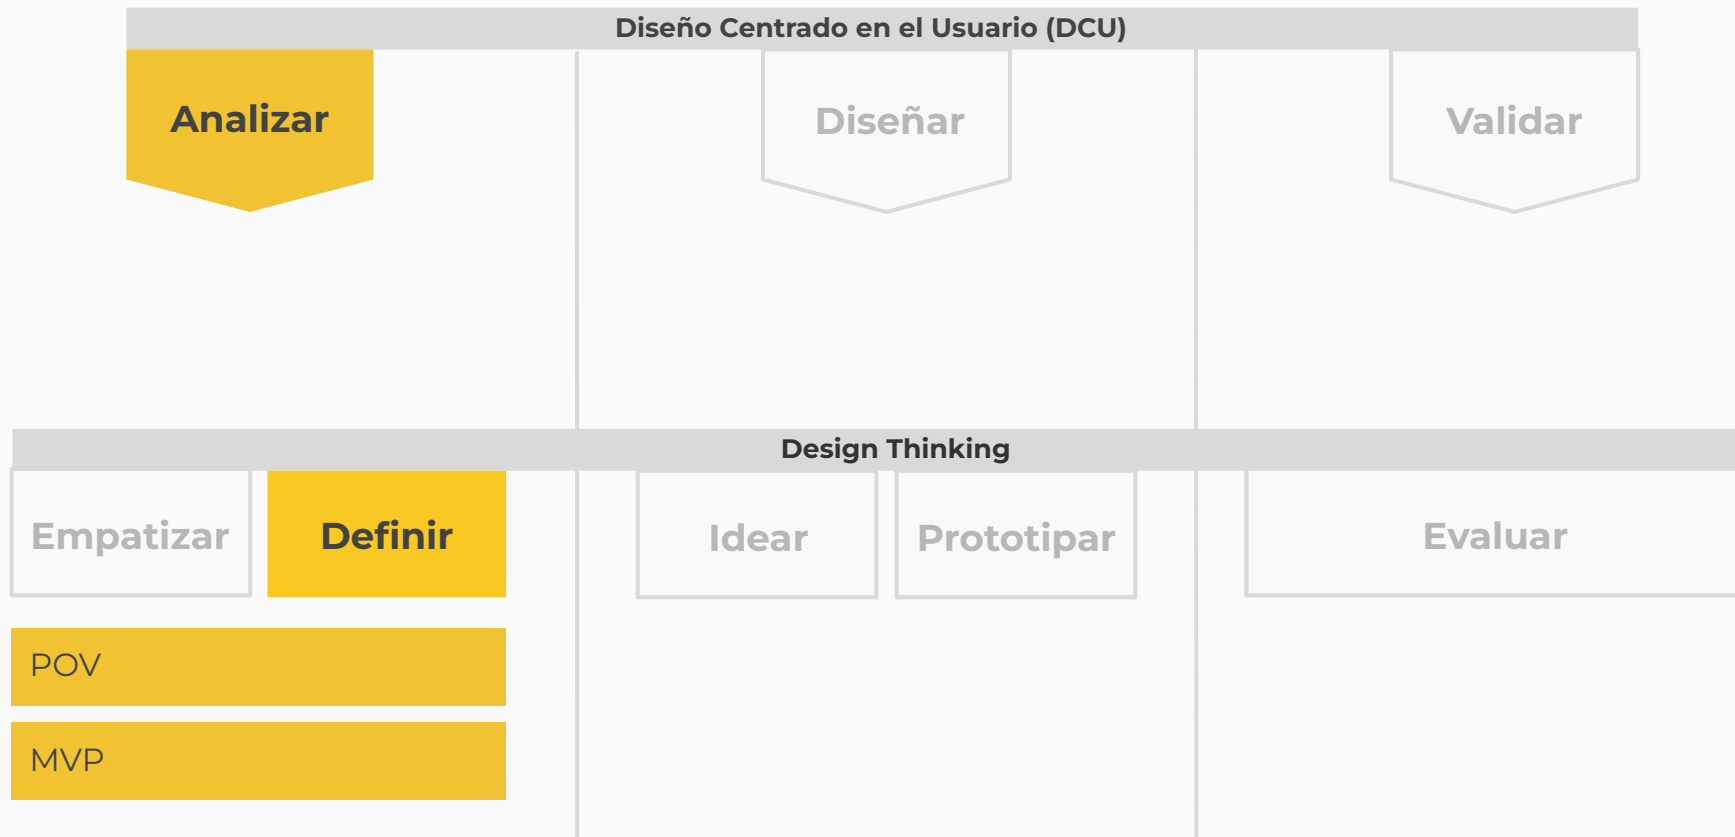 Diseño Centrado en el Usuario (DCU)
Analizar
Diseñar
Validar
Design Thinking
Empatizar
Definir
Idear
Prototipar
Evaluar
POV
MVP